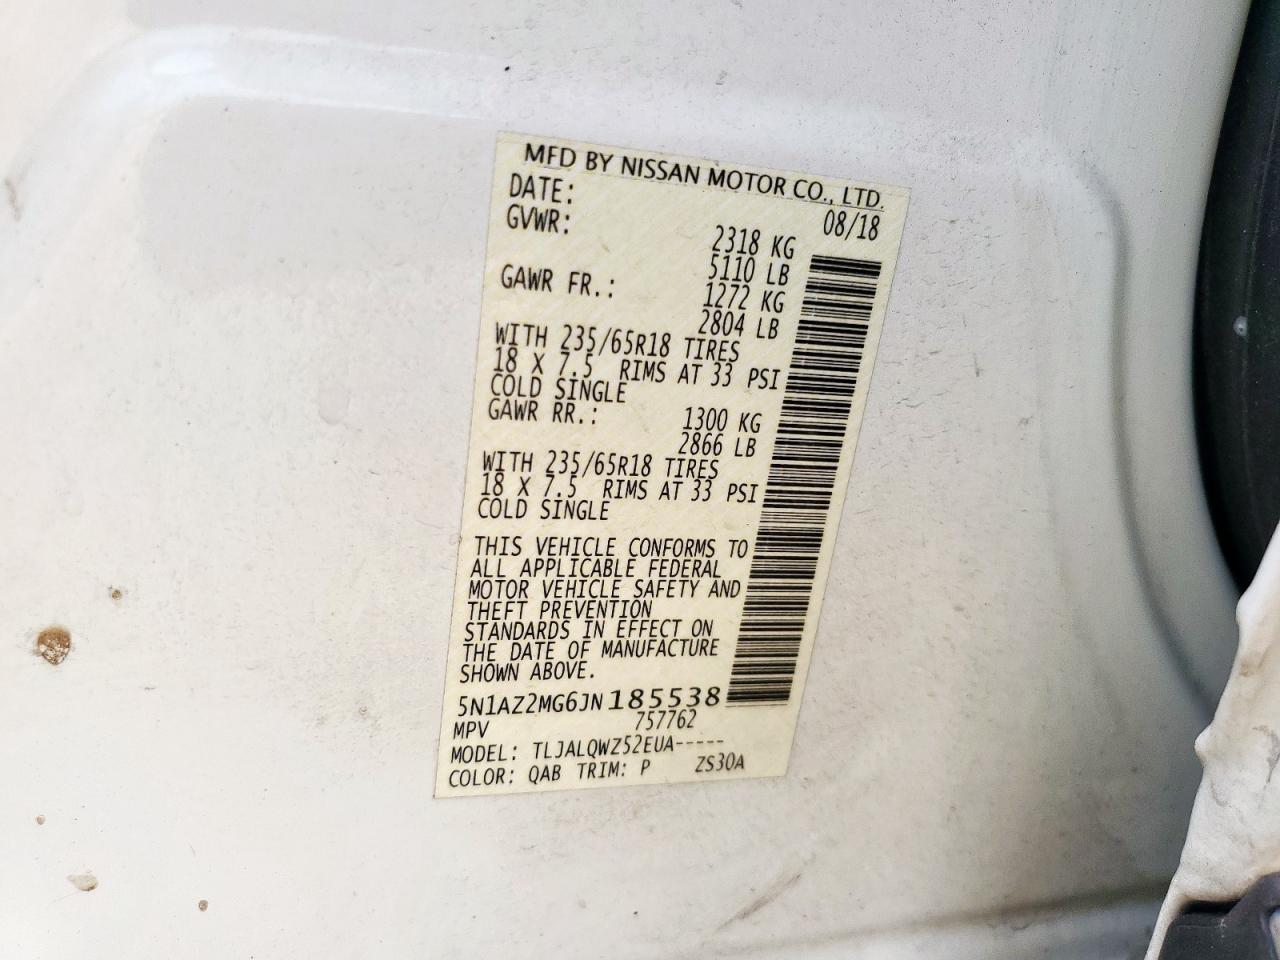 MFD BY NISSAN MOTOR CO., LTD.
DATE: 08/18
GVWR: 2318 KG
5110 LB
GAWR FR.: 1272 KG
2804 LB
WITH 235/65R18 TIRES
18 X 7.5 RIMS AT 33 PSI
COLD SINGLE
GAWR RR.: 1300 KG
2866 LB
WITH 235/65R18 TIRES
18 X 7.5 RIMS AT 33 PSI
COLD SINGLE
THIS VEHICLE CONFORMS TO
ALL APPLICABLE FEDERAL
MOTOR VEHICLE SAFETY AND
THEFT PREVENTION
STANDARDS IN EFFECT ON
THE DATE OF MANUFACTURE
SHOWN ABOVE.
5N1AZ2MG6JN185538
MPV 757762
MODEL: TLJALQWZ52EUA-----
COLOR: QAB TRIM: P ZS30A